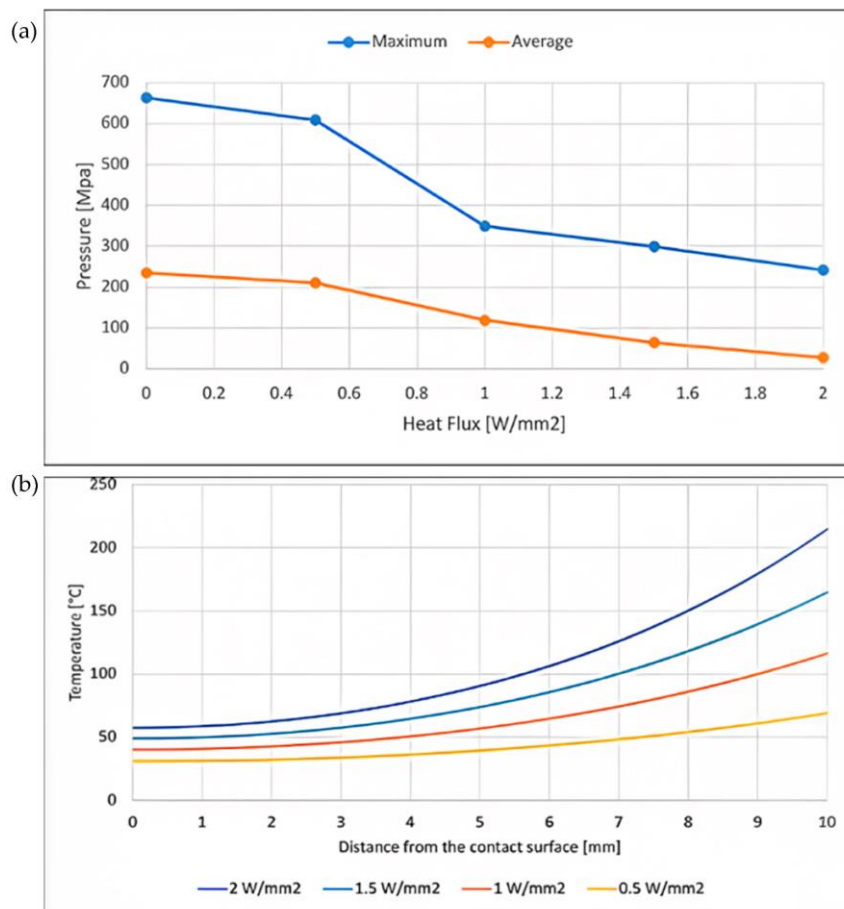 (a)
Maximum Average
700
600
500
400
300
200
100
0
Pressure [Mpa]
0 0.2 0.4 0.6 0.8 1 1.2 1.4 1.6 1.8 2
Heat Flux [W/mm2]
(b)
250
200
150
100
50
0
Temperature [°C]
0 1 2 3 4 5 6 7 8 9 10
Distance from the contact surface [mm]
2 W/mm2 1.5 W/mm2 1 W/mm2 0.5 W/mm2